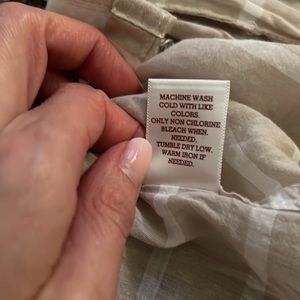 MACHINE WASH
COLD WITH LIKE
COLORS.
ONLY NON CHLORINE
BLEACH WHEN.
NEEDED.
TUMBLE DRY LOW.
WARM IRON IF
NEEDED.